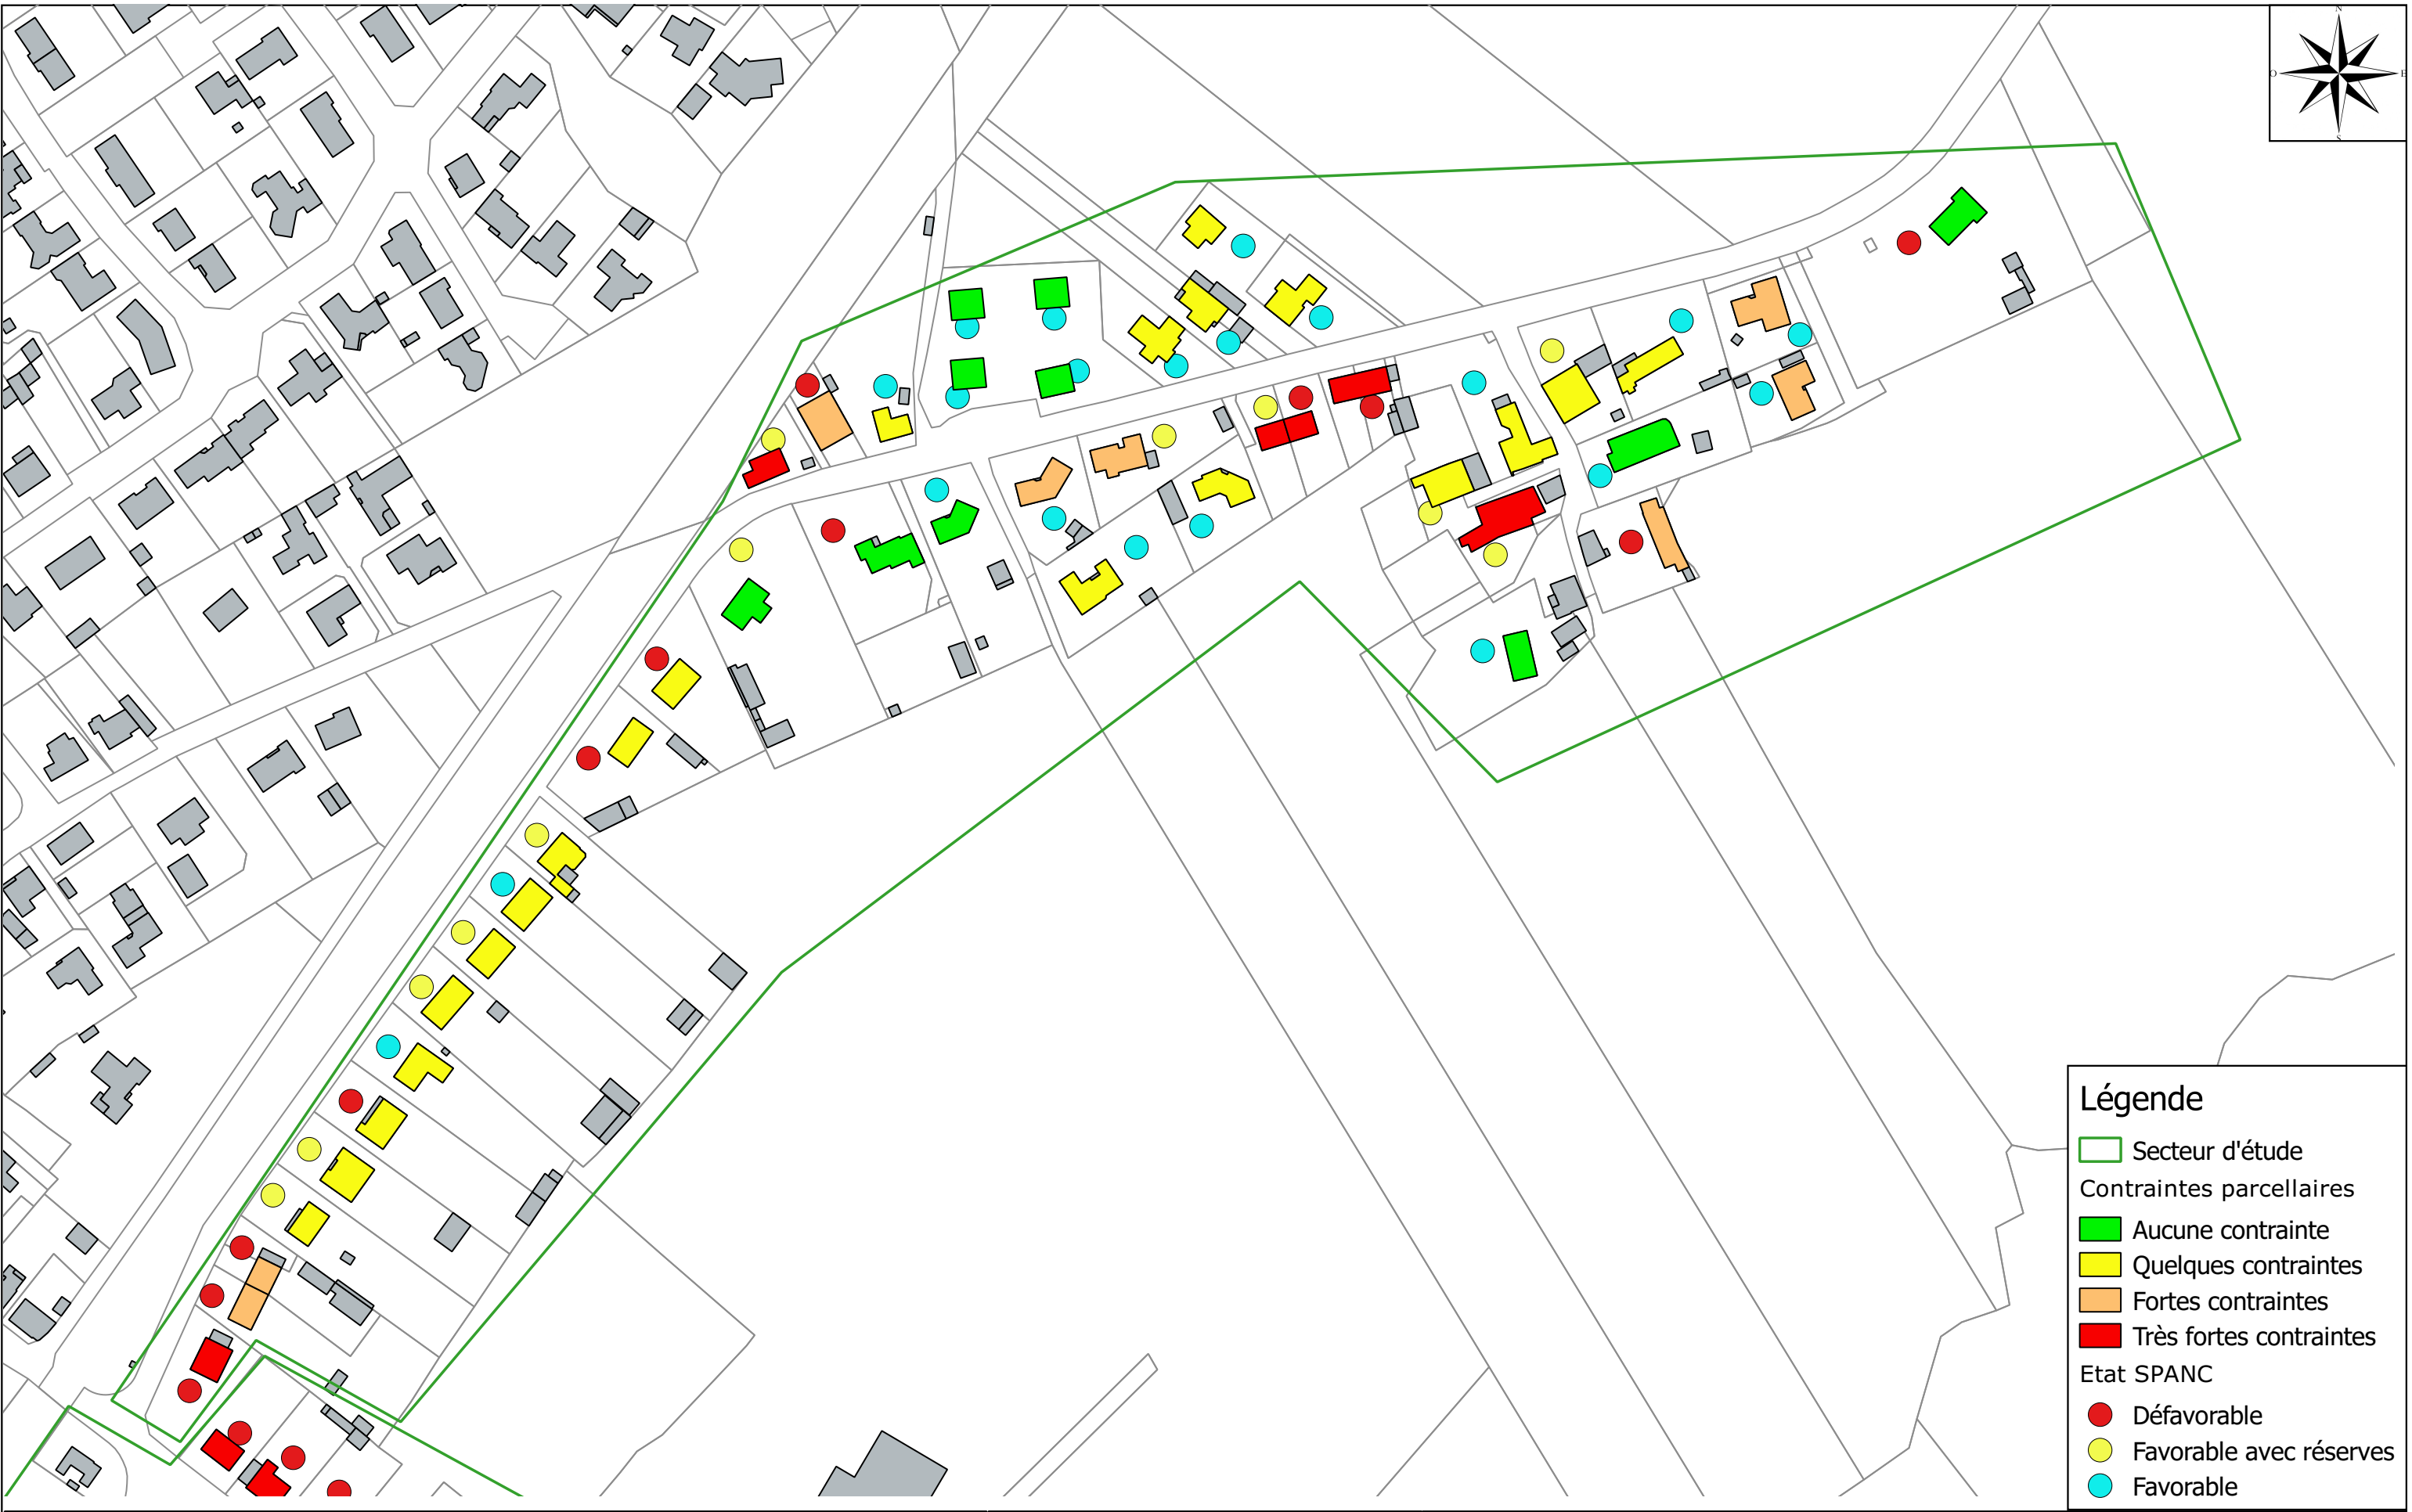 N
O
E
S
Légende
Secteur d'étude
Contraintes parcellaires
Aucune contrainte
Quelques contraintes
Fortes contraintes
Très fortes contraintes
Etat SPANC
Défavorable
Favorable avec réserves
Favorable